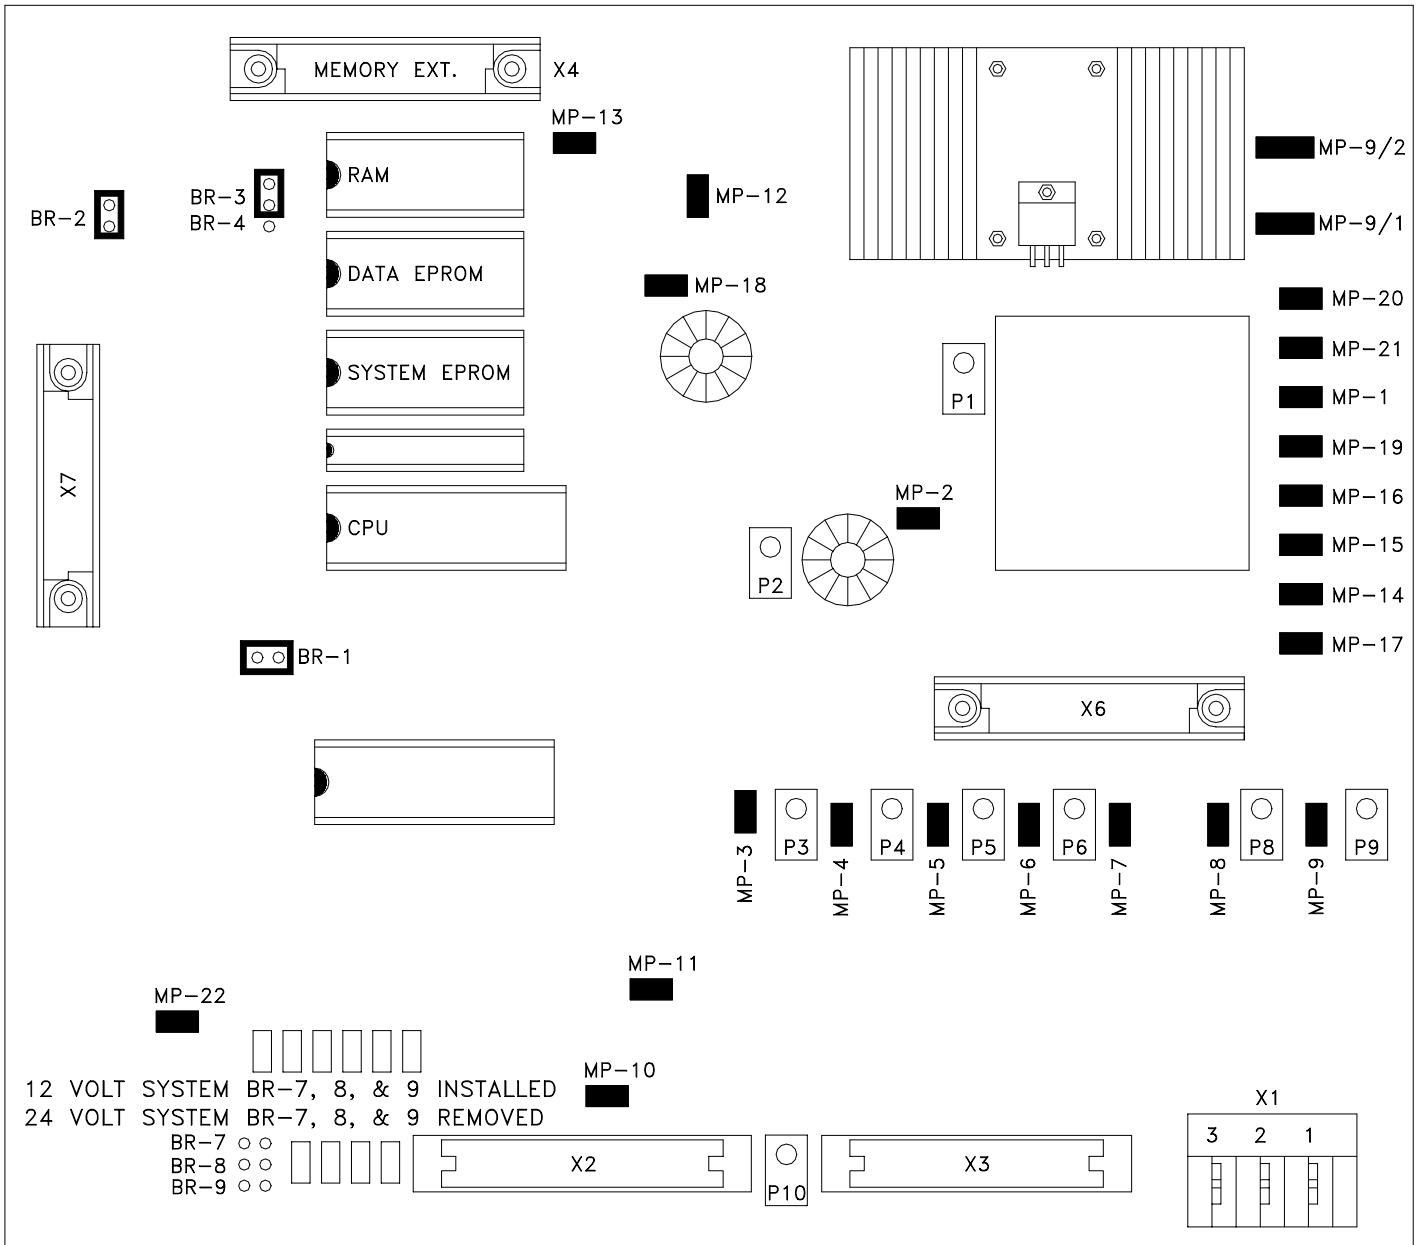 MEMORY EXT.
X4
MP-13
RAM
BR-3
BR-4
BR-2
MP-12
MP-9/2
MP-9/1
DATA EPROM
MP-18
MP-20
MP-21
MP-1
MP-19
MP-16
MP-15
MP-14
MP-17
SYSTEM EPROM
P1
X7
CPU
MP-2
P2
BR-1
X6
MP-3
P3
MP-4
P4
MP-5
P5
MP-6
P6
MP-7
MP-8
P8
MP-9
P9
MP-11
MP-22
MP-10
12 VOLT SYSTEM BR-7, 8, & 9 INSTALLED
24 VOLT SYSTEM BR-7, 8, & 9 REMOVED
BR-7
BR-8
BR-9
X2
P10
X3
X1
3 2 1